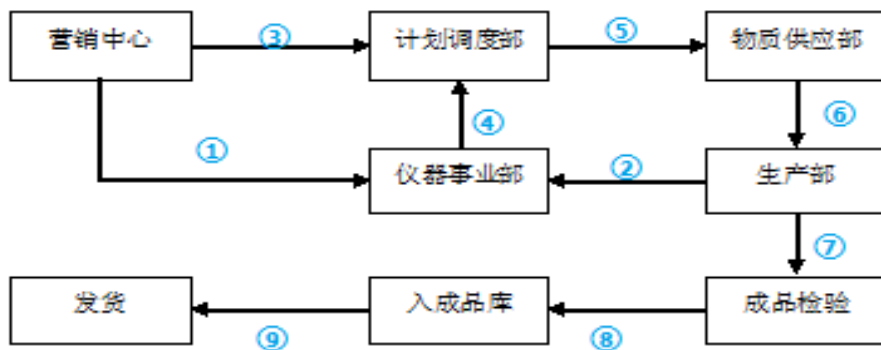 营销中心
③
计划调度部
⑤
物质供应部
④
⑥
①
仪器事业部
②
生产部
⑦
发货
入成品库
成品检验
⑨
⑧